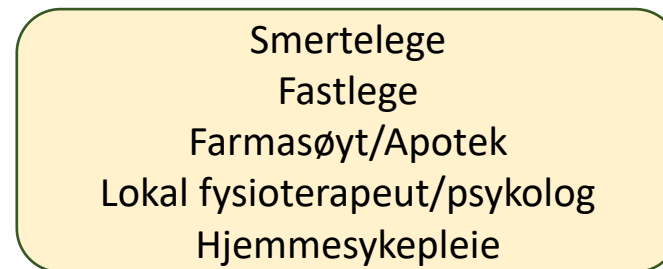 Smertelege
Fastlege
Farmasøyt/Apotek
Lokal fysioterapeut/psykolog
Hjemmesykepleie